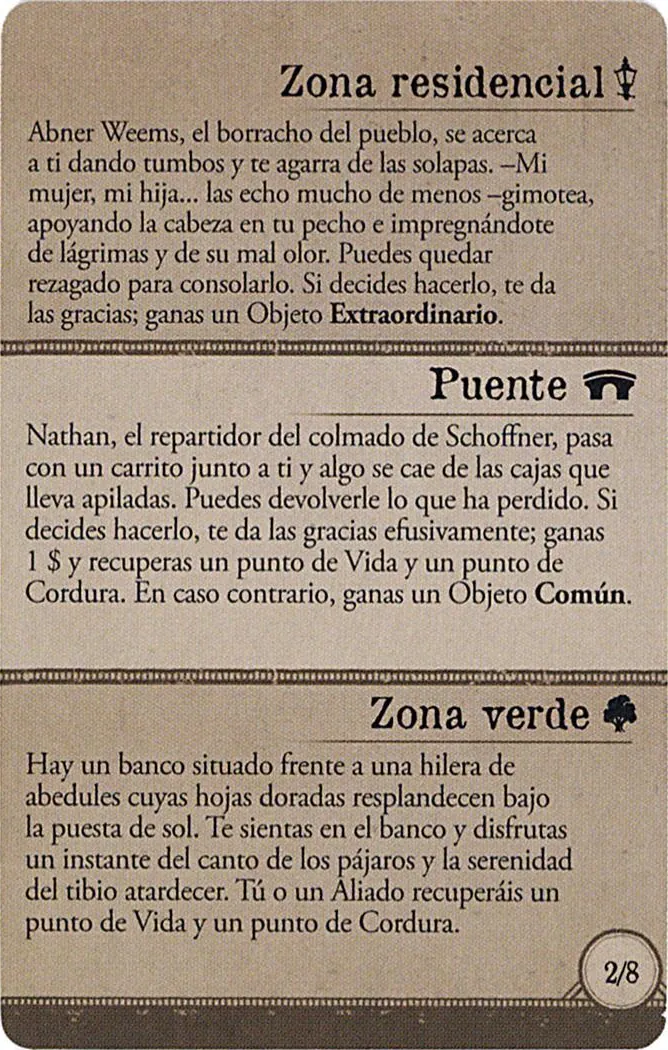 Zona residencial
Abner Weems, el borracho del pueblo, se acerca
a ti dando tumbos y te agarra de las solapas. –Mi
mujer, mi hija... las echo mucho de menos –gimotea,
apoyando la cabeza en tu pecho e impregnándote
de lágrimas y de su mal olor. Puedes quedar
rezagado para consolarlo. Si decides hacerlo, te da
las gracias; ganas un Objeto Extraordinario.
Puente
Nathan, el repartidor del colmado de Schoffner, pasa
con un carrito junto a ti y algo se cae de las cajas que
lleva apiladas. Puedes devolverle lo que ha perdido. Si
decides hacerlo, te da las gracias efusivamente; ganas
1 $ y recuperas un punto de Vida y un punto de
Cordura. En caso contrario, ganas un Objeto Común.
Zona verde
Hay un banco situado frente a una hilera de
abedules cuyas hojas doradas resplandecen bajo
la puesta de sol. Te sientas en el banco y disfrutas
un instante del canto de los pájaros y la serenidad
del tibio atardecer. Tú o un Aliado recuperáis un
punto de Vida y un punto de Cordura.
2/8